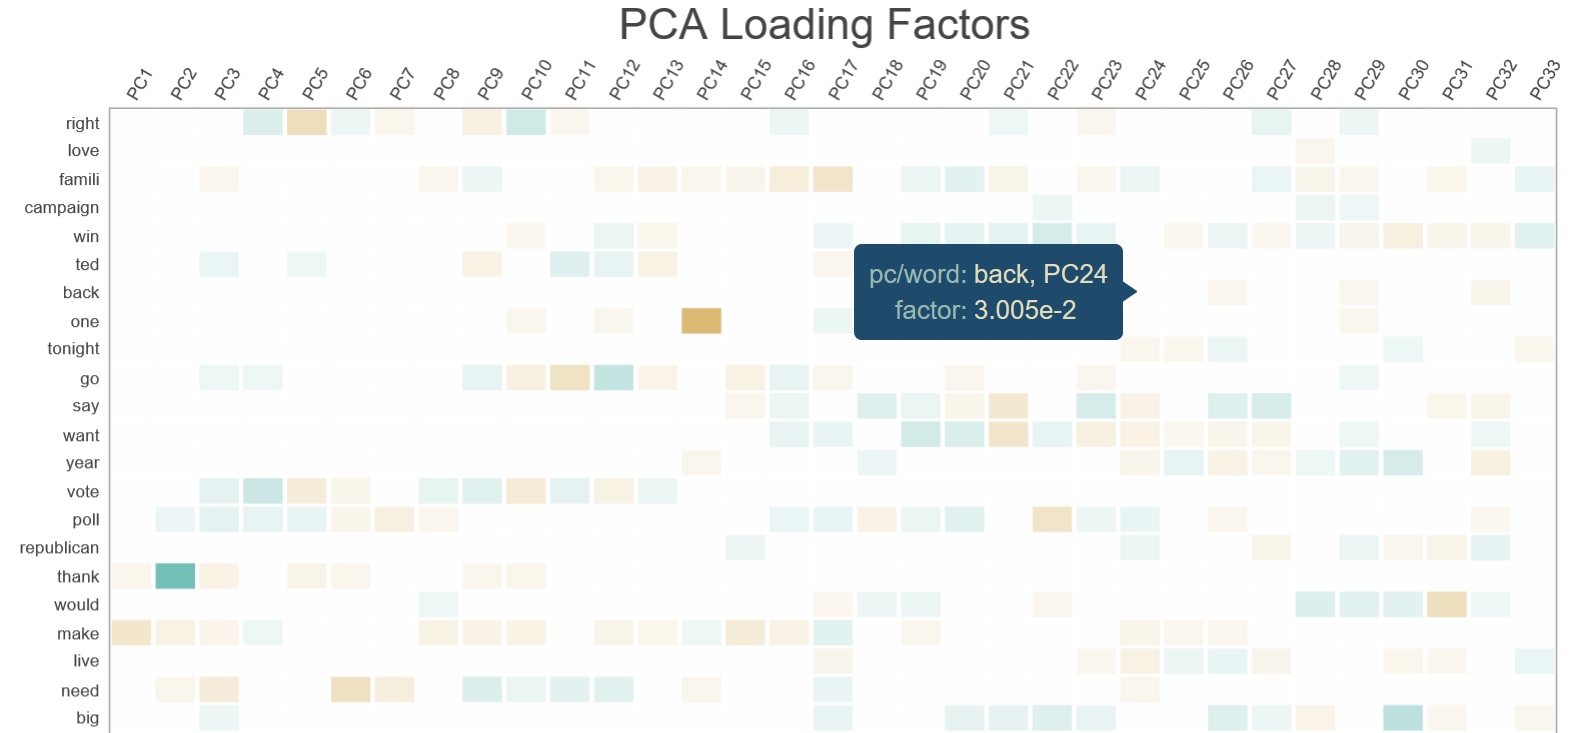 PCA Loading Factors
PC1 PC2 PC3 PC4 PC5 PC6 PC7 PC8 PC9 PC10 PC11 PC12 PC13 PC14 PC15 PC16 PC17 PC18 PC19 PC20 PC21 PC22 PC23 PC24 PC25 PC26 PC27 PC28 PC29 PC30 PC31 PC32 PC33
right
love
famili
campaign
win
ted
pc/word: back, PC24
back
factor: 3.005e-2
one
tonight
go
say
want
year
vote
poll
republican
thank
would
make
live
need
big